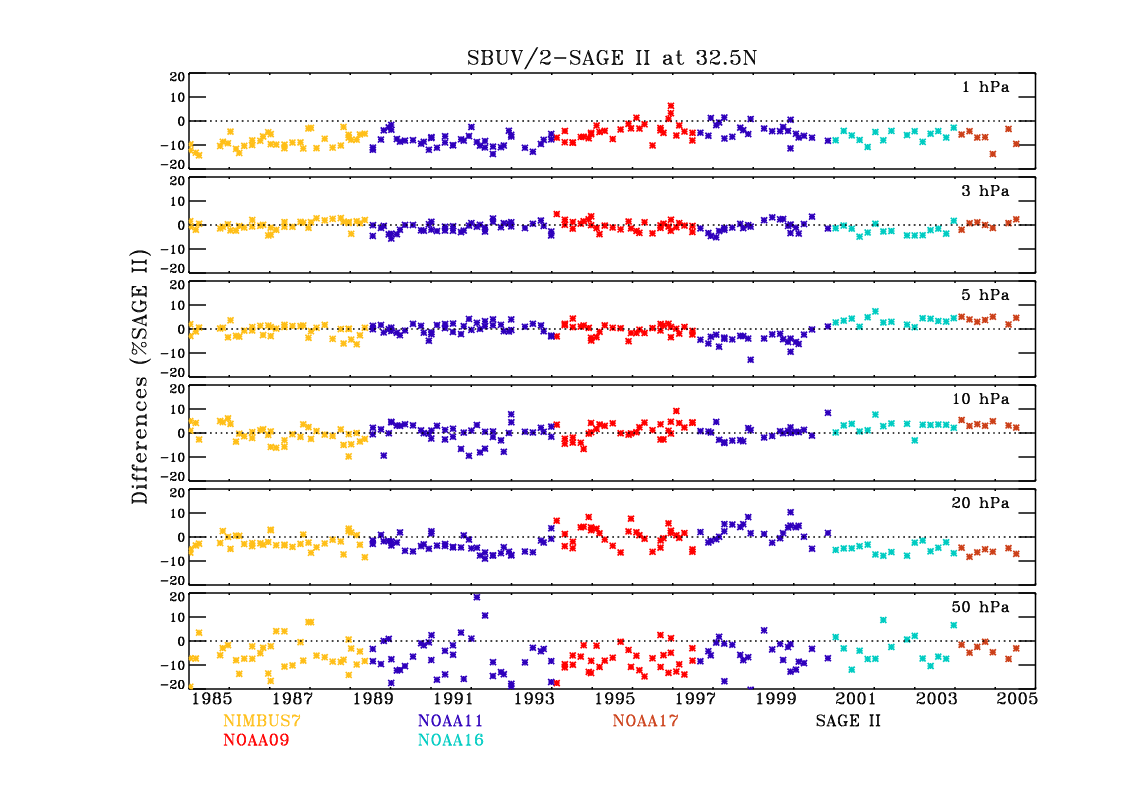 SBUV/2-SAGE II at 32.5N
Differences (%SAGE II)
20
10
0
-10
-20
1 hPa
20
10
0
-10
-20
3 hPa
20
10
0
-10
-20
5 hPa
20
10
0
-10
-20
10 hPa
20
10
0
-10
-20
20 hPa
20
10
0
-10
-20
50 hPa
1985 1987 1989 1991 1993 1995 1997 1999 2001 2003 2005
NIMBUS7 NOAA11 NOAA17 SAGE II
NOAA09 NOAA16